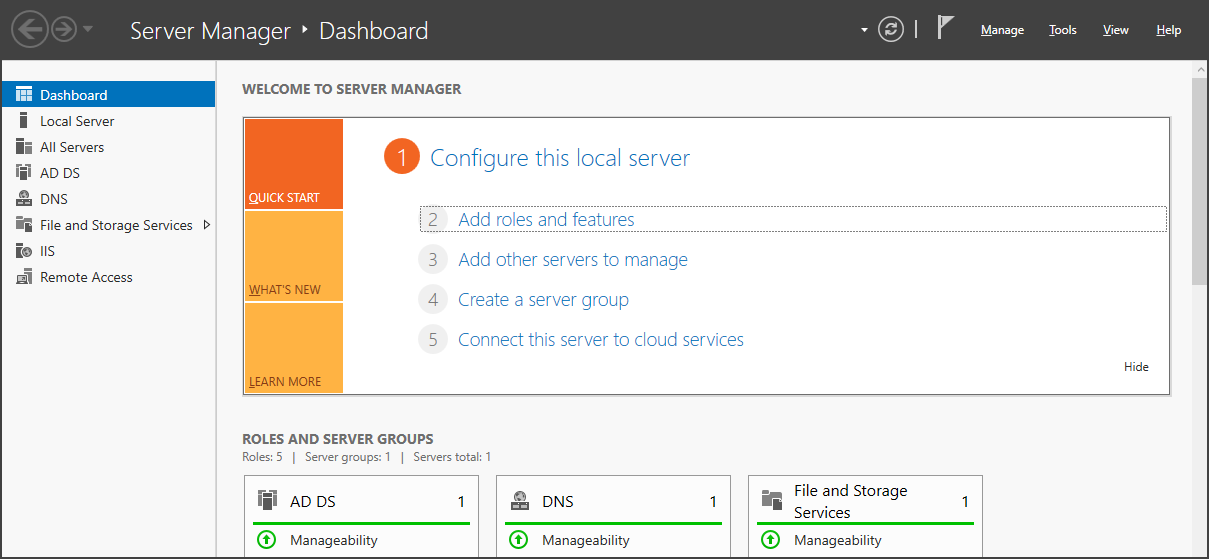 Server Manager ‣ Dashboard
Manage Tools View Help
Dashboard
Local Server
All Servers
AD DS
DNS
File and Storage Services
IIS
Remote Access
WELCOME TO SERVER MANAGER
QUICK START
WHAT'S NEW
LEARN MORE
1 Configure this local server
2 Add roles and features
3 Add other servers to manage
4 Create a server group
5 Connect this server to cloud services
Hide
ROLES AND SERVER GROUPS
Roles: 5 | Server groups: 1 | Servers total: 1
AD DS 1
Manageability
DNS 1
Manageability
File and Storage
Services 1
Manageability